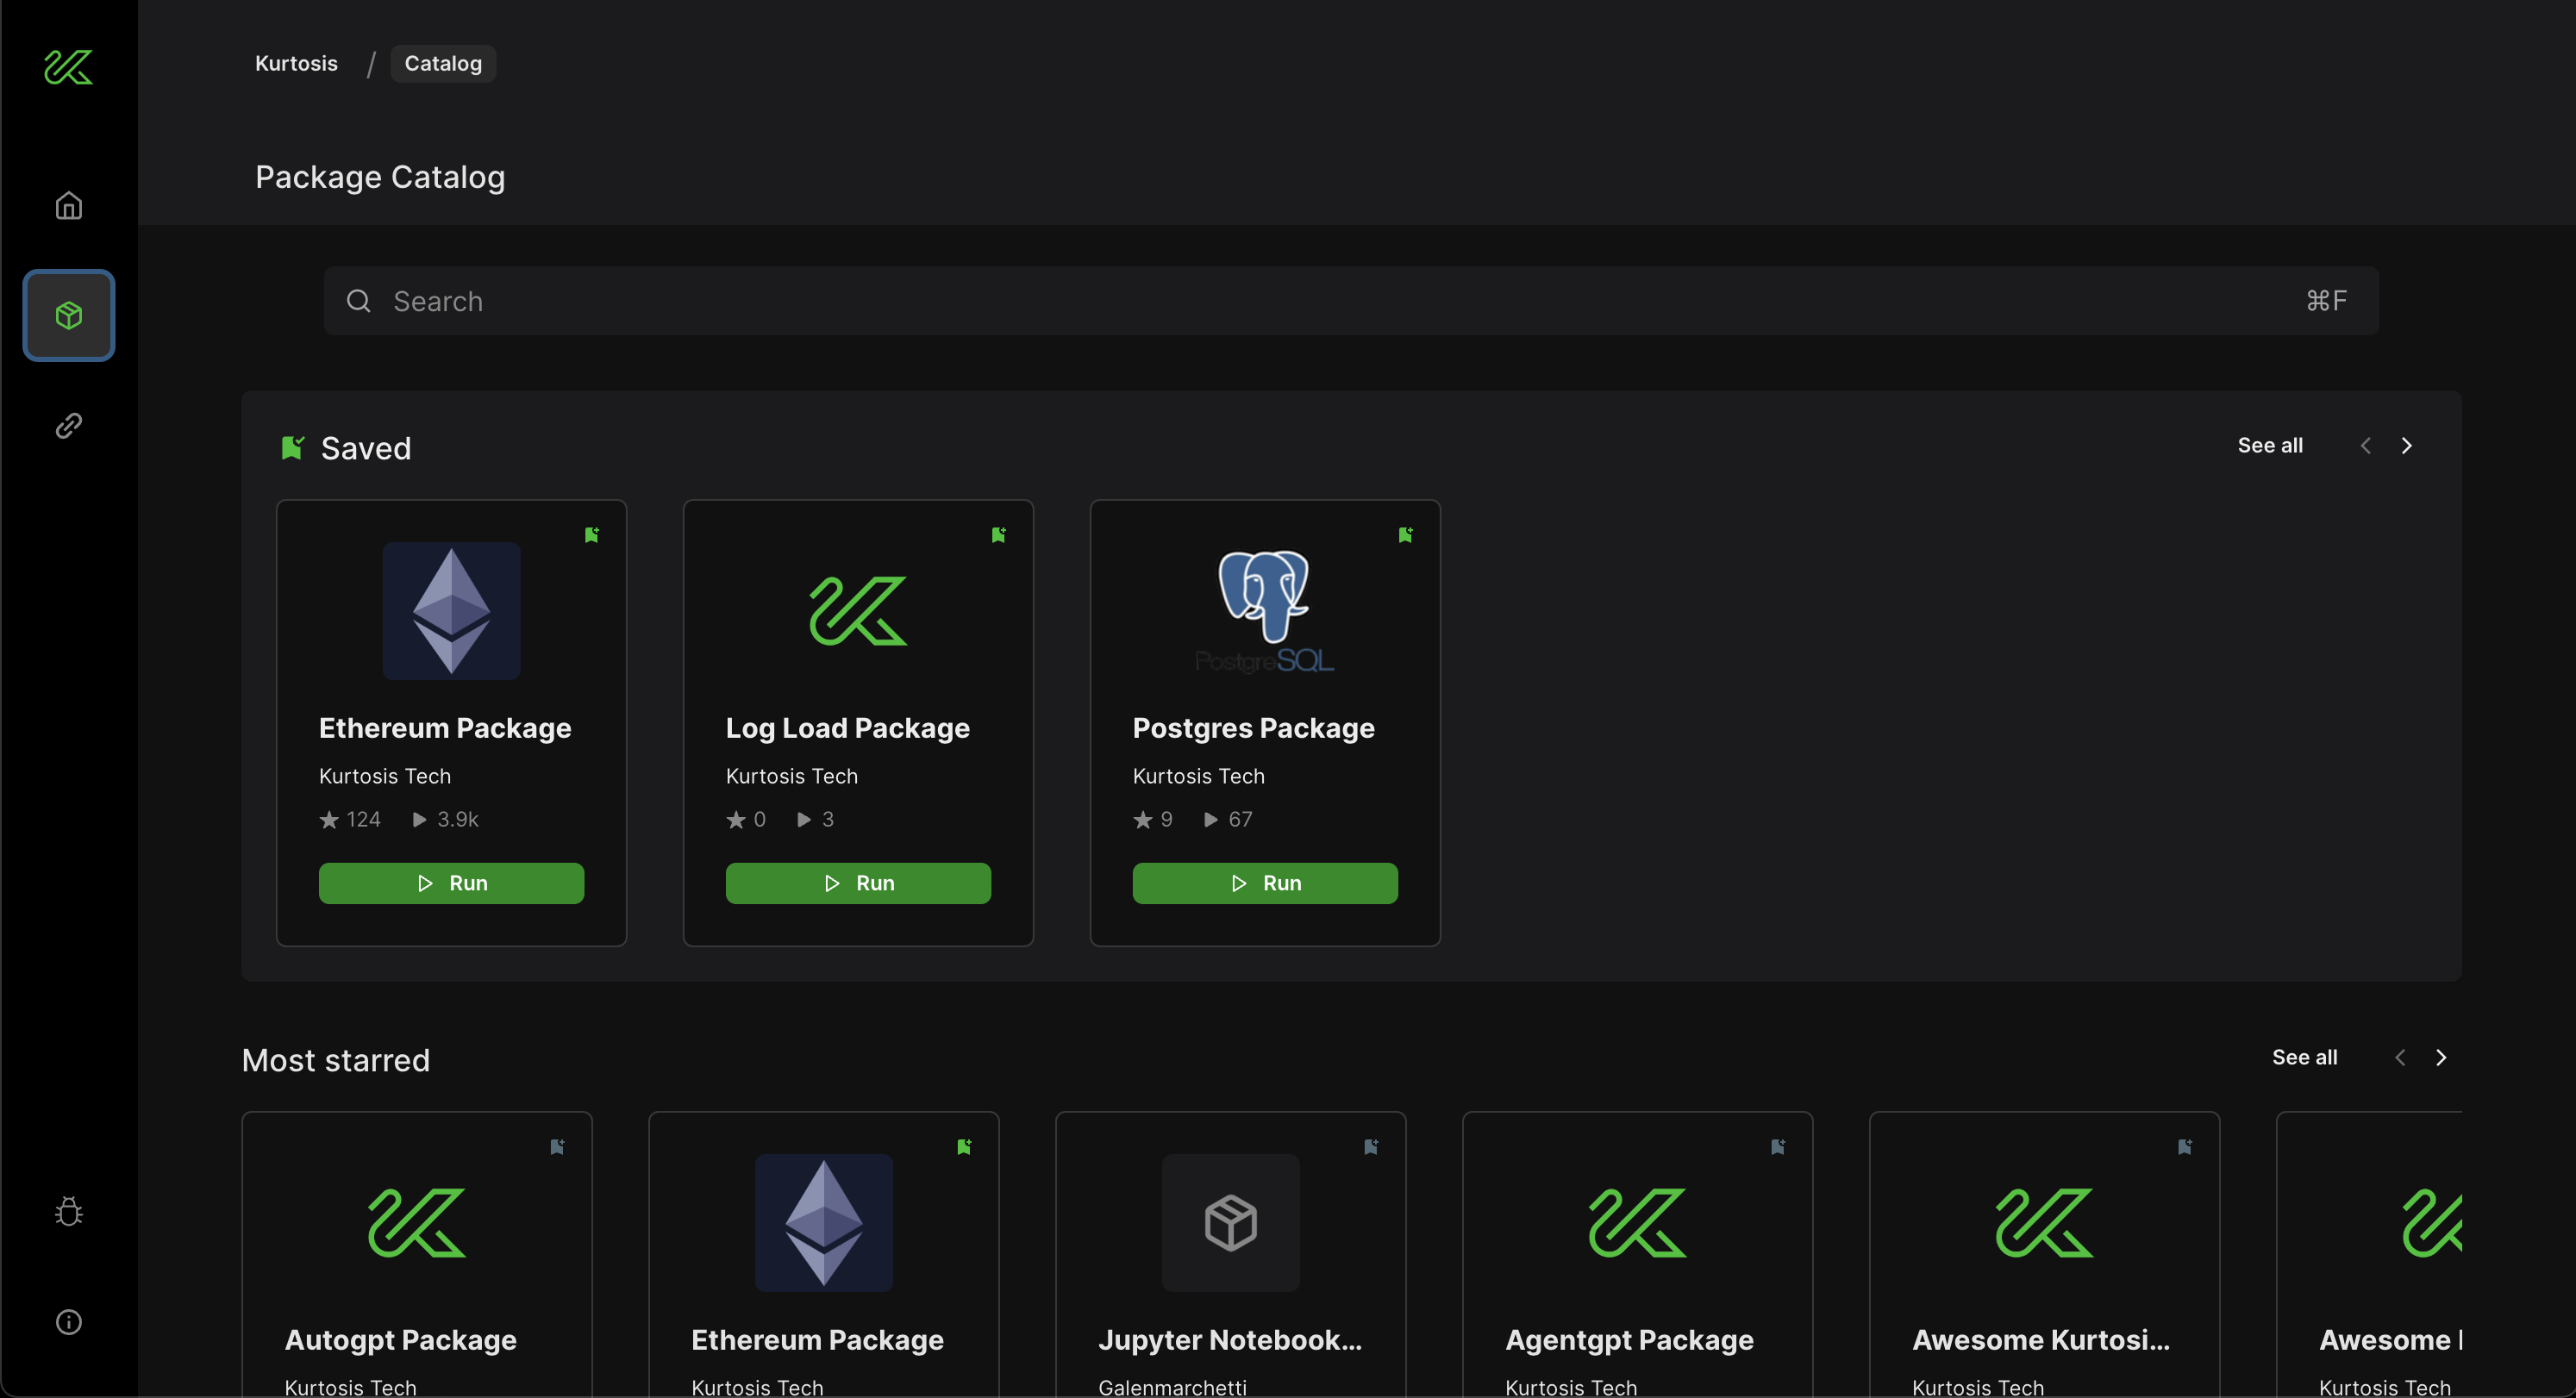 Kurtosis / Catalog
Package Catalog
Search ⌘F
Saved See all
PostgreSQL
Ethereum Package Log Load Package Postgres Package
Kurtosis Tech Kurtosis Tech Kurtosis Tech
124 3.9k 0 3 9 67
Run Run Run
Most starred See all
Autogpt Package Ethereum Package Jupyter Notebook... Agentgpt Package Awesome Kurtosi... Awesome
Kurtosis Tech Kurtosis Tech Galenmarchetti Kurtosis Tech Kurtosis Tech Kurtosis Tech